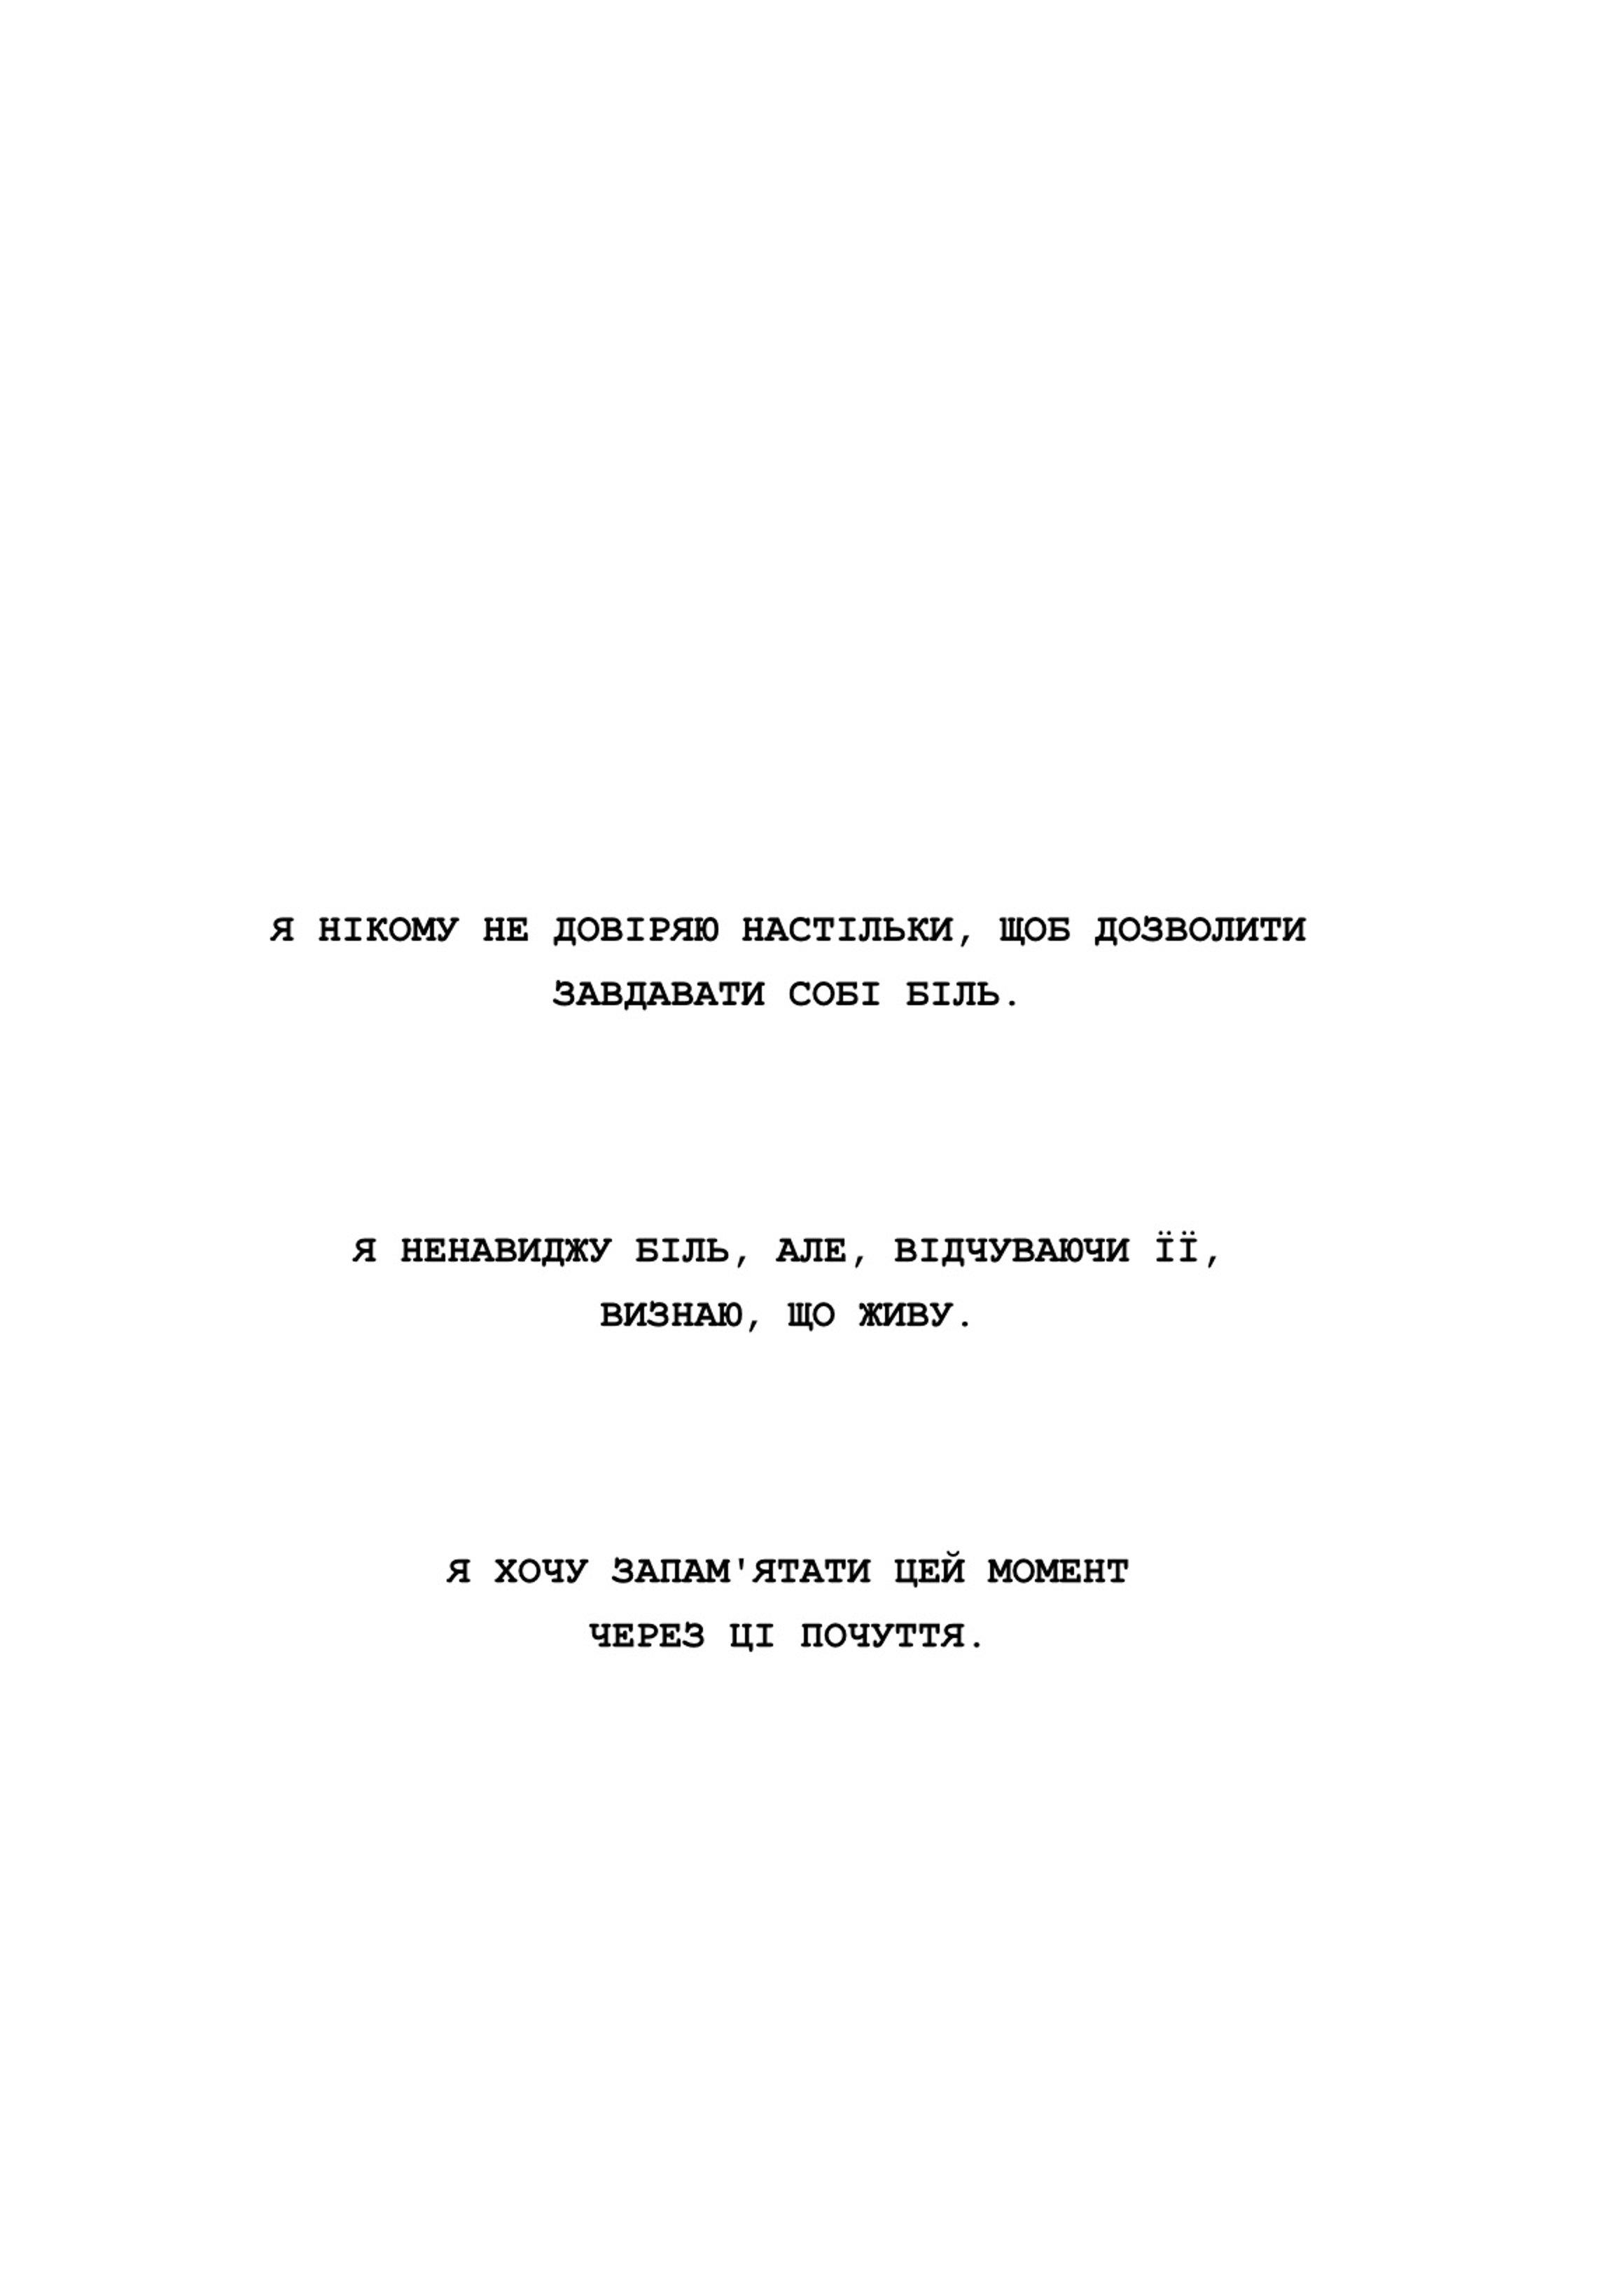 Я НІКОМУ НЕ ДОВІРЯЮ НАСТІЛЬКИ, ЩОБ ДОЗВОЛИТИ
ЗАВДАВАТИ СОБІ БІЛЬ.
Я НЕНАВИДЖУ БІЛЬ, АЛЕ, ВІДЧУВАЮЧИ ЇЇ,
ВИЗНАЮ, ЩО ЖИВУ.
Я ХОЧУ ЗАПАМ'ЯТАТИ ЦЕЙ МОМЕНТ
ЧЕРЕЗ ЦІ ПОЧУТТЯ.